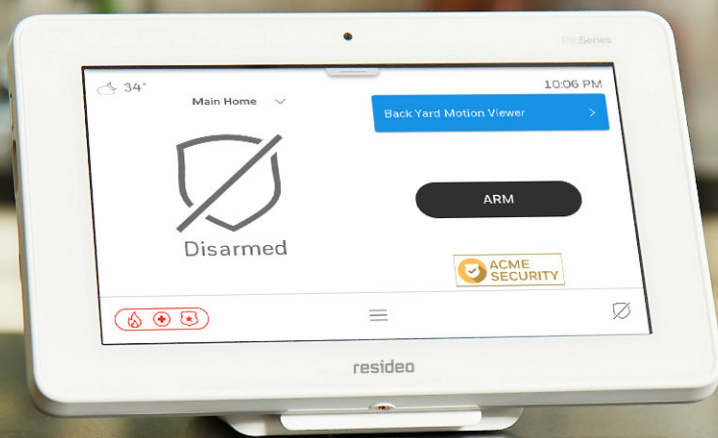 ProSeries
34°
10:06 PM
Main Home
Back Yard Motion Viewer
ARM
Disarmed
ACME
SECURITY
resideo